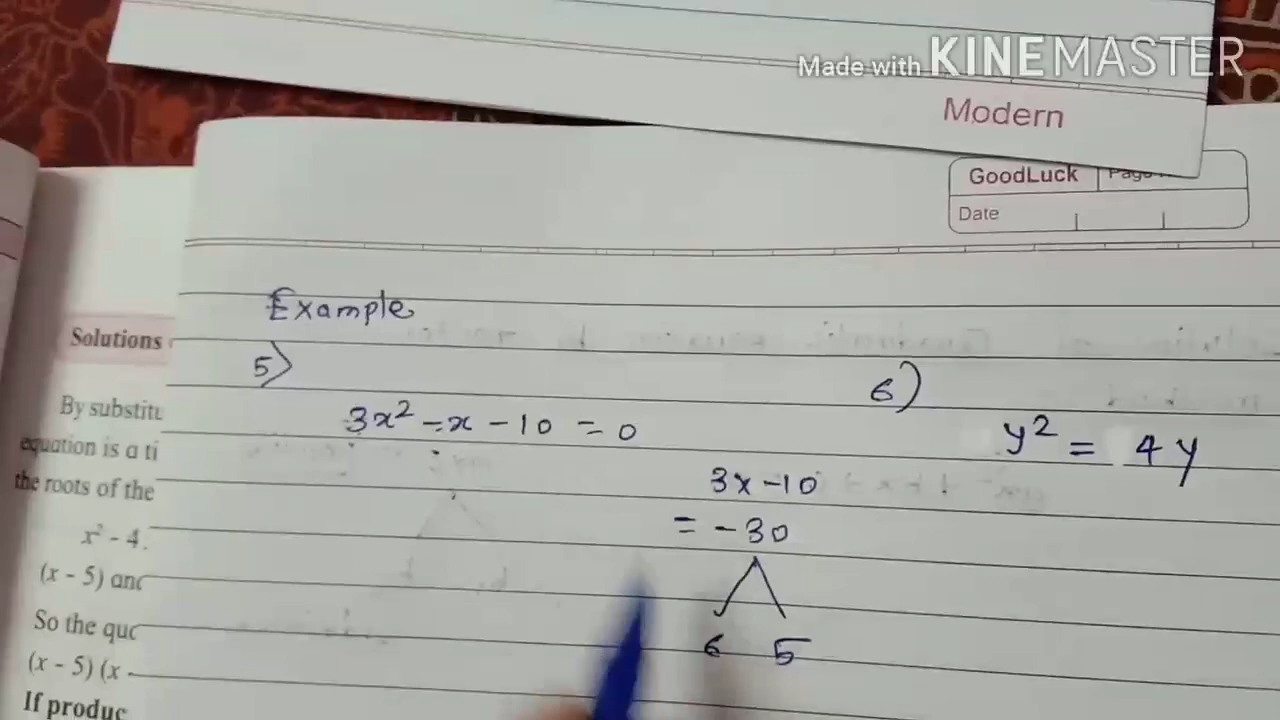 Made with KINEMASTER
Modern
GoodLuck
Date
Example
5)
3x² - x - 10 = 0
3x - 10
= - 30
6 5
6)
y² = 4y
Solutions
By substitu
equation is a ti
the roots of the
x² - 4.
(x - 5) and
So the quc
(x - 5) (x -
If produc